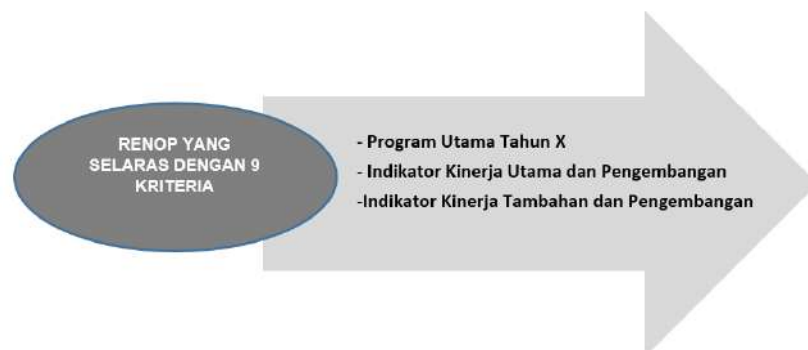 RENOP YANG
SELARAS DENGAN 9
KRITERIA
- Program Utama Tahun X
- Indikator Kinerja Utama dan Pengembangan
-Indikator Kinerja Tambahan dan Pengembangan